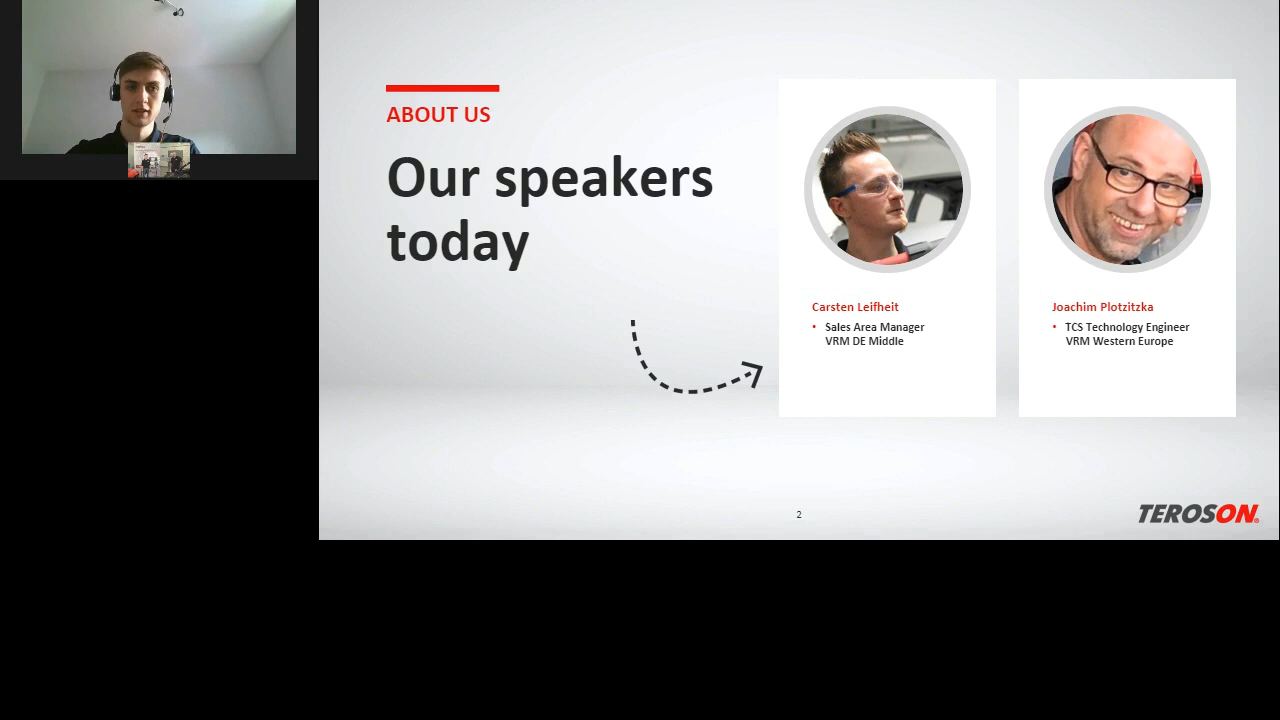 ABOUT US
Our speakers
today
Carsten Leifheit
• Sales Area Manager
VRM DE Middle
Joachim Plotzitzka
• TCS Technology Engineer
VRM Western Europe
2
TEROSON®